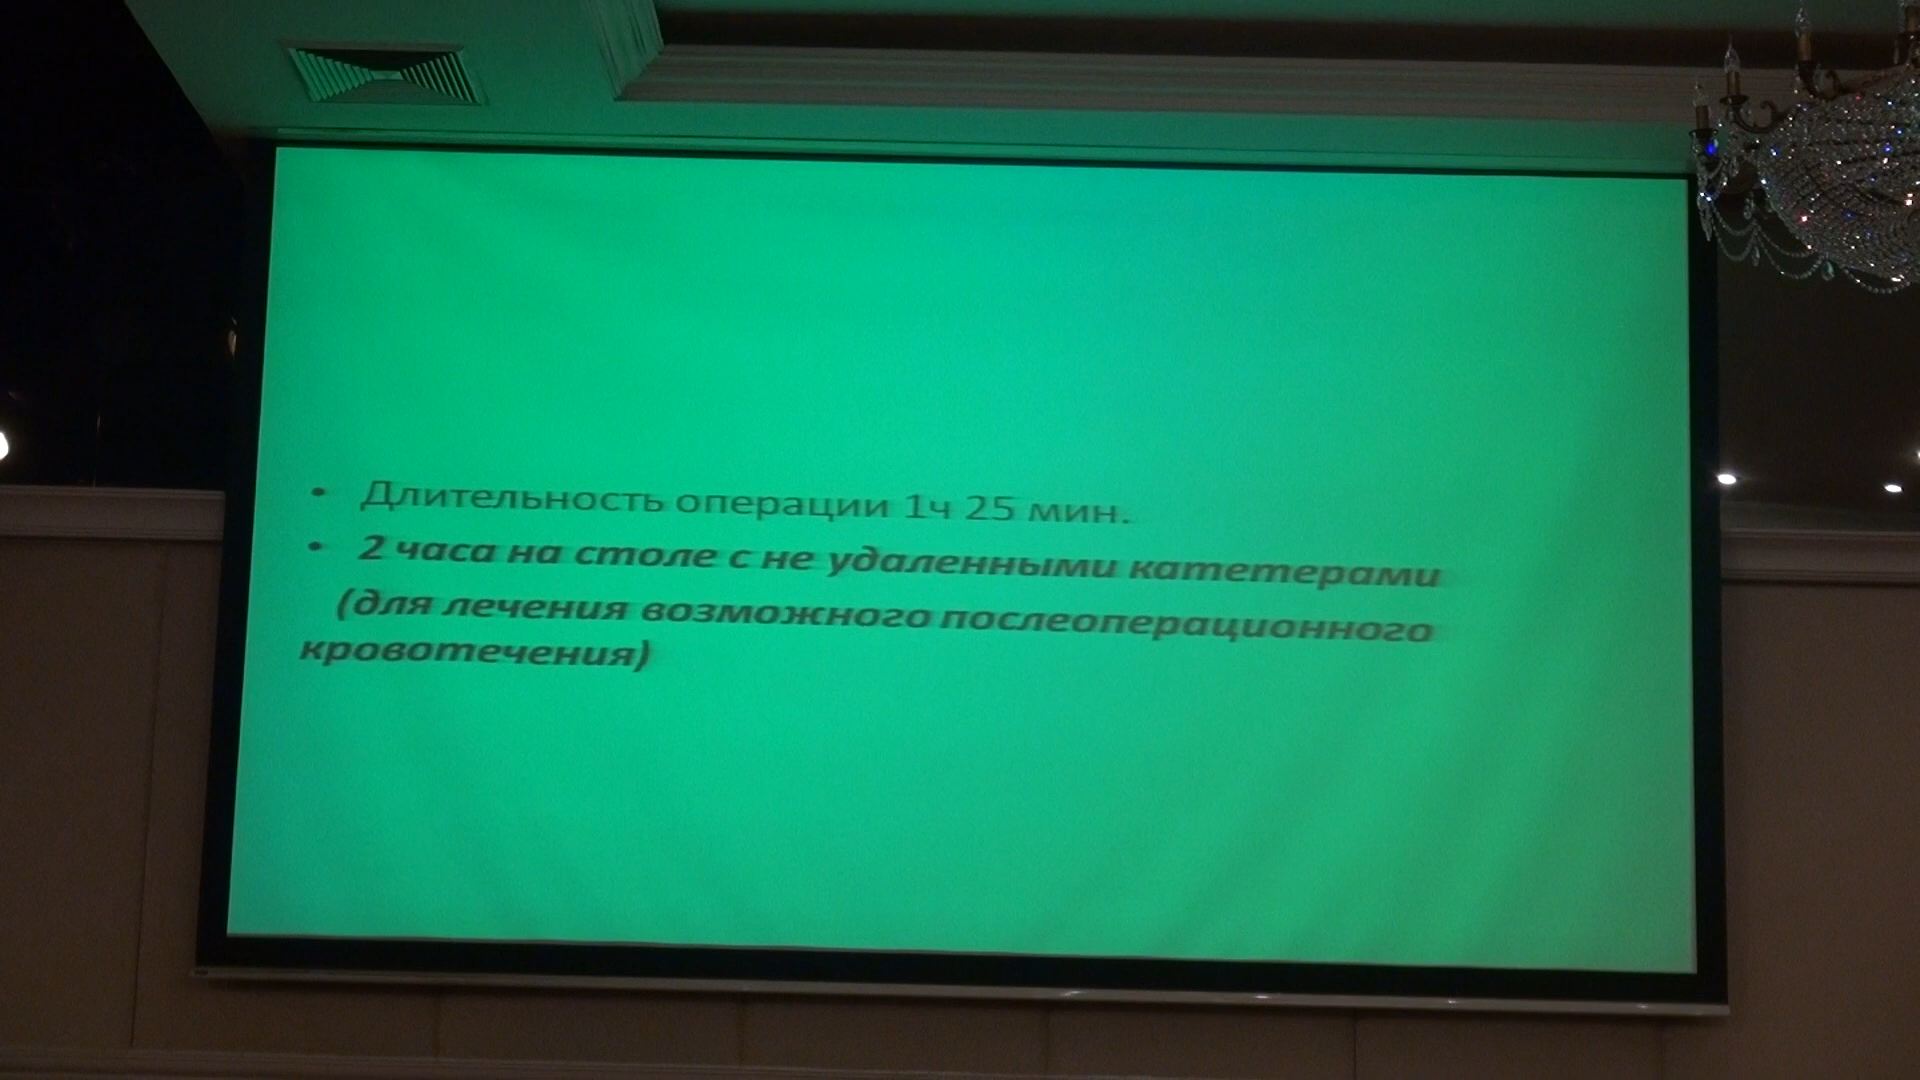 • Длительность операции 1ч 25 мин.
• 2 часа на столе с не удаленными катетерами
(для лечения возможного послеоперационного
кровотечения)